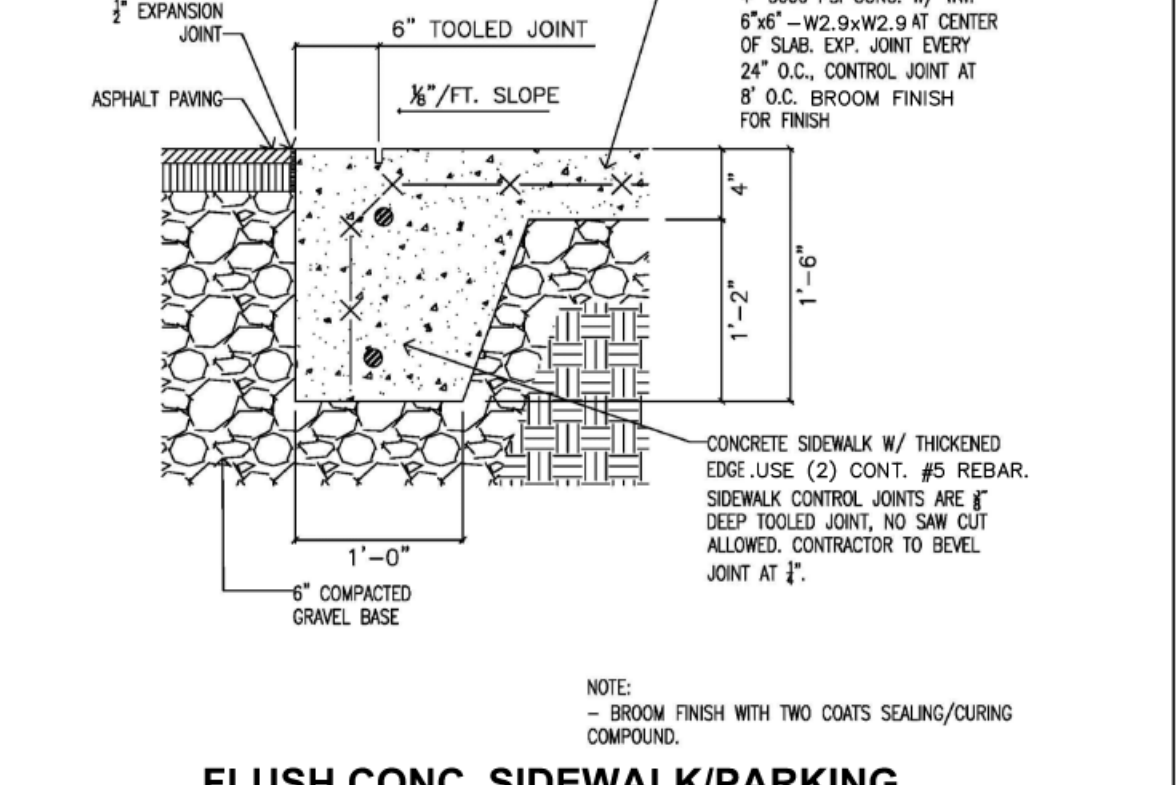 ½" EXPANSION
JOINT
6" TOOLED JOINT
ASPHALT PAVING
⅛"/FT. SLOPE
6"x6" –W2.9xW2.9 AT CENTER
OF SLAB. EXP. JOINT EVERY
24" O.C., CONTROL JOINT AT
8' O.C. BROOM FINISH
FOR FINISH
4"
1'-2"
1'-6"
CONCRETE SIDEWALK W/ THICKENED
EDGE.USE (2) CONT. #5 REBAR.
SIDEWALK CONTROL JOINTS ARE
DEEP TOOLED JOINT, NO SAW CUT
ALLOWED. CONTRACTOR TO BEVEL
JOINT AT ¼".
1'-0"
6" COMPACTED
GRAVEL BASE
NOTE:
– BROOM FINISH WITH TWO COATS SEALING/CURING
COMPOUND.
FLUSH CONC. SIDEWALK/PARKING